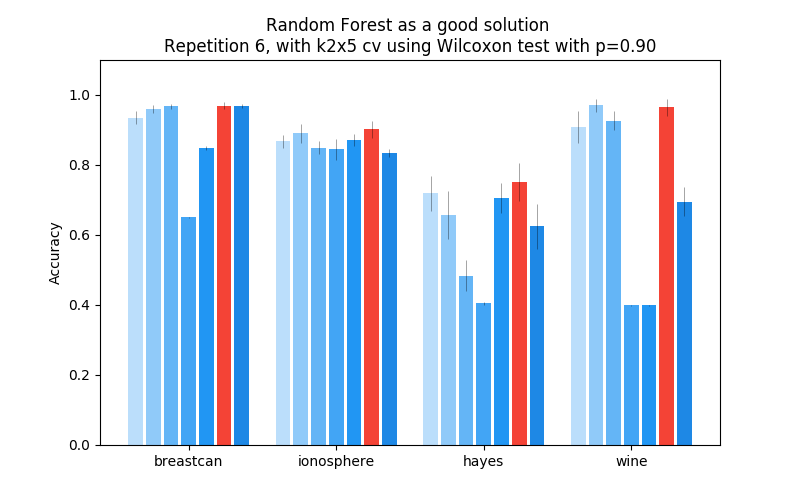 Random Forest as a good solution
Repetition 6, with k2x5 cv using Wilcoxon test with p=0.90
1.0
0.8
0.6
0.4
0.2
0.0
Accuracy
breastcan
ionosphere
hayes
wine